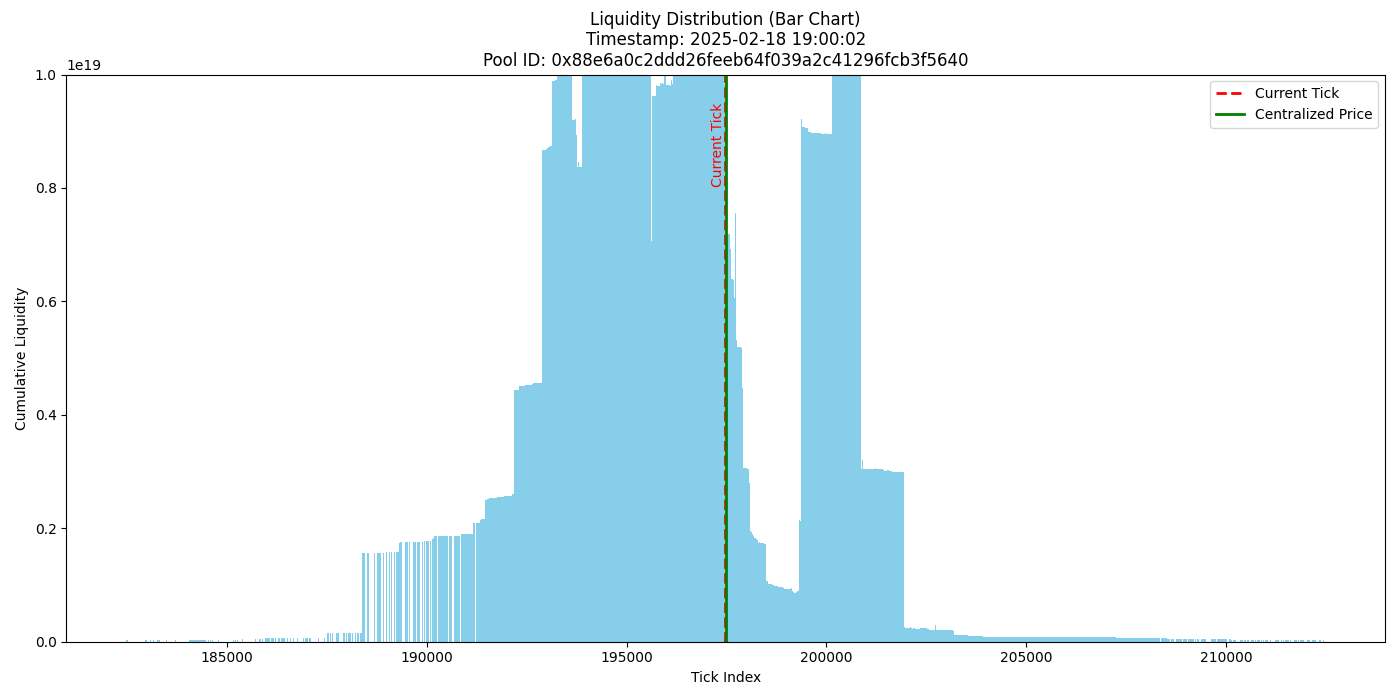 Liquidity Distribution (Bar Chart)
Timestamp: 2025-02-18 19:00:02
Pool ID: 0x88e6a0c2ddd26feeb64f039a2c41296fcb3f5640
1e19
1.0
0.8
0.6
0.4
0.2
0.0
Cumulative Liquidity
Current Tick
Current Tick
Centralized Price
185000
190000
195000
200000
205000
210000
Tick Index